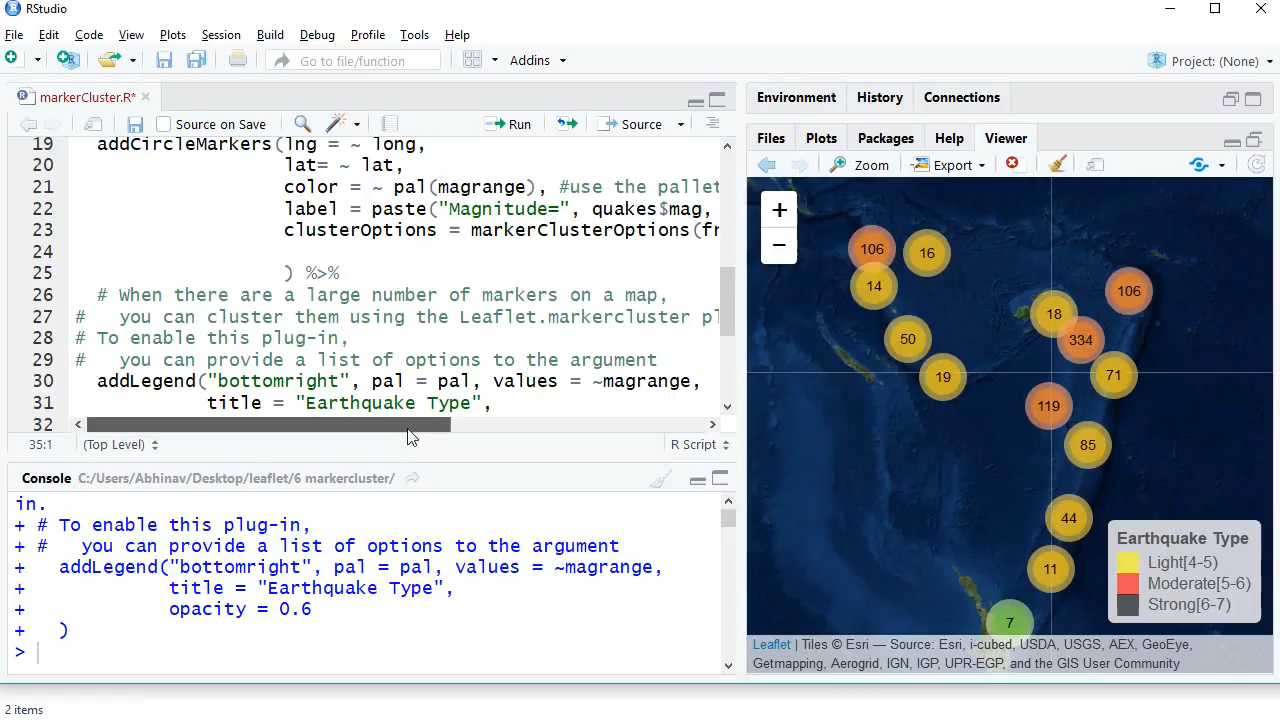 RStudio
File Edit Code View Plots Session Build Debug Profile Tools Help
Go to file/function Addins Project: (None)
markerCluster.R*
Source on Save Run Source
19 addCircleMarkers(lng = ~ long,
20 lat= ~ lat,
21 color = ~ pal(magrange), #use the pallet
22 label = paste("Magnitude=", quakes$mag,
23 clusterOptions = markerClusterOptions(fr
24
25 ) %>%
26 # When there are a large number of markers on a map,
27 # you can cluster them using the Leaflet.markercluster pl
28 # To enable this plug-in,
29 # you can provide a list of options to the argument
30 addLegend("bottomright", pal = pal, values = ~magrange,
31 title = "Earthquake Type",
32
35:1 (Top Level) R Script
Console C:/Users/Abhinav/Desktop/leaflet/6 markercluster/
in.
+ # To enable this plug-in,
+ # you can provide a list of options to the argument
+ addLegend("bottomright", pal = pal, values = ~magrange,
+ title = "Earthquake Type",
+ opacity = 0.6
+ )
>
Environment History Connections
Files Plots Packages Help Viewer
Zoom Export
+
−
106
16
14
106
18
50
334
19
71
119
85
44
11
7
Earthquake Type
Light[4-5)
Moderate[5-6)
Strong[6-7)
Leaflet | Tiles © Esri — Source: Esri, i-cubed, USDA, USGS, AEX, GeoEye,
Getmapping, Aerogrid, IGN, IGP, UPR-EGP, and the GIS User Community
2 items